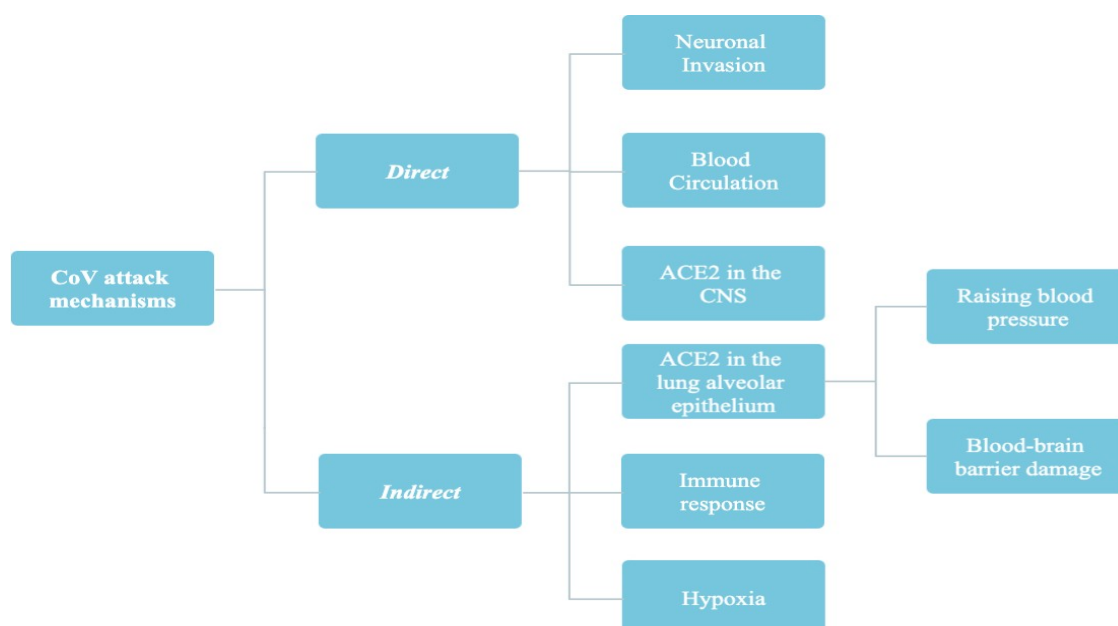 CoV attack
mechanisms
Direct
Neuronal
Invasion
Blood
Circulation
ACE2 in the
CNS
Indirect
ACE2 in the
lung alveolar
epithelium
Raising blood
pressure
Blood-brain
barrier damage
Immune
response
Hypoxia